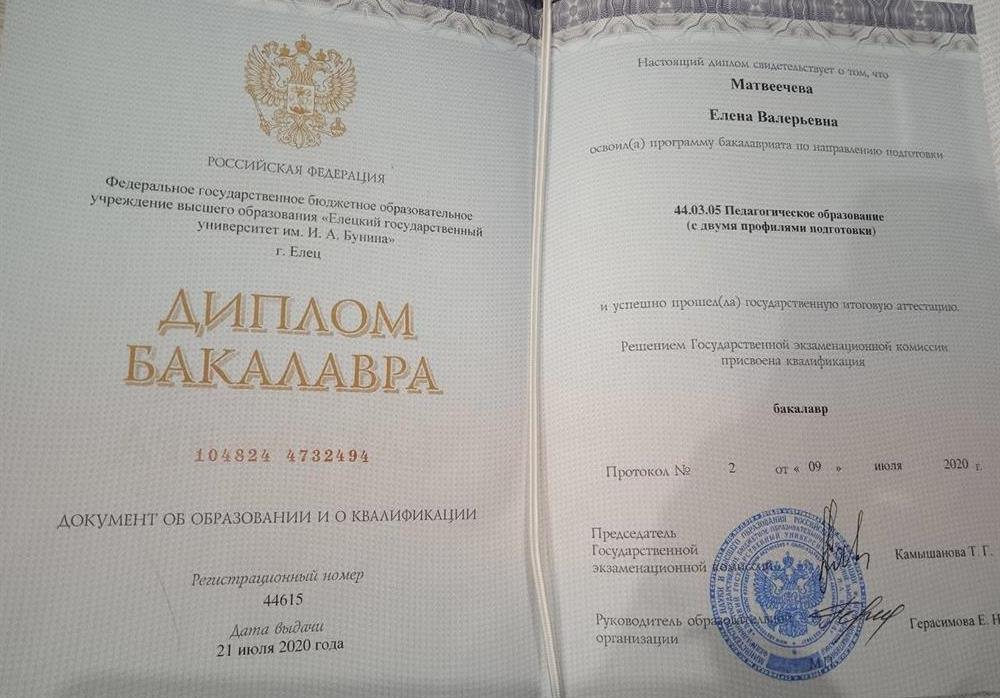 РОССИЙСКАЯ ФЕДЕРАЦИЯ
Федеральное государственное бюджетное образовательное
учреждение высшего образования «Елецкий государственный
университет им. И. А. Бунина»
г. Елец
ДИПЛОМ
БАКАЛАВРА
104824 4732494
ДОКУМЕНТ ОБ ОБРАЗОВАНИИ И О КВАЛИФИКАЦИИ
Регистрационный номер
44615
Дата выдачи
21 июля 2020 года
Настоящий диплом свидетельствует о том, что
Матвеечева
Елена Валерьевна
освоил(а) программу бакалавриата по направлению подготовки
44.03.05 Педагогическое образование
(с двумя профилями подготовки)
и успешно прошел(ла) государственную итоговую аттестацию.
Решением Государственной экзаменационной комиссии
присвоена квалификация
бакалавр
Протокол № 2 от « 09 » июля 2020 г.
Председатель
Государственной
экзаменационной комиссии
Камышанова Т. Г.
Руководитель образовательной
организации
Герасимова Е. Н
М.П.